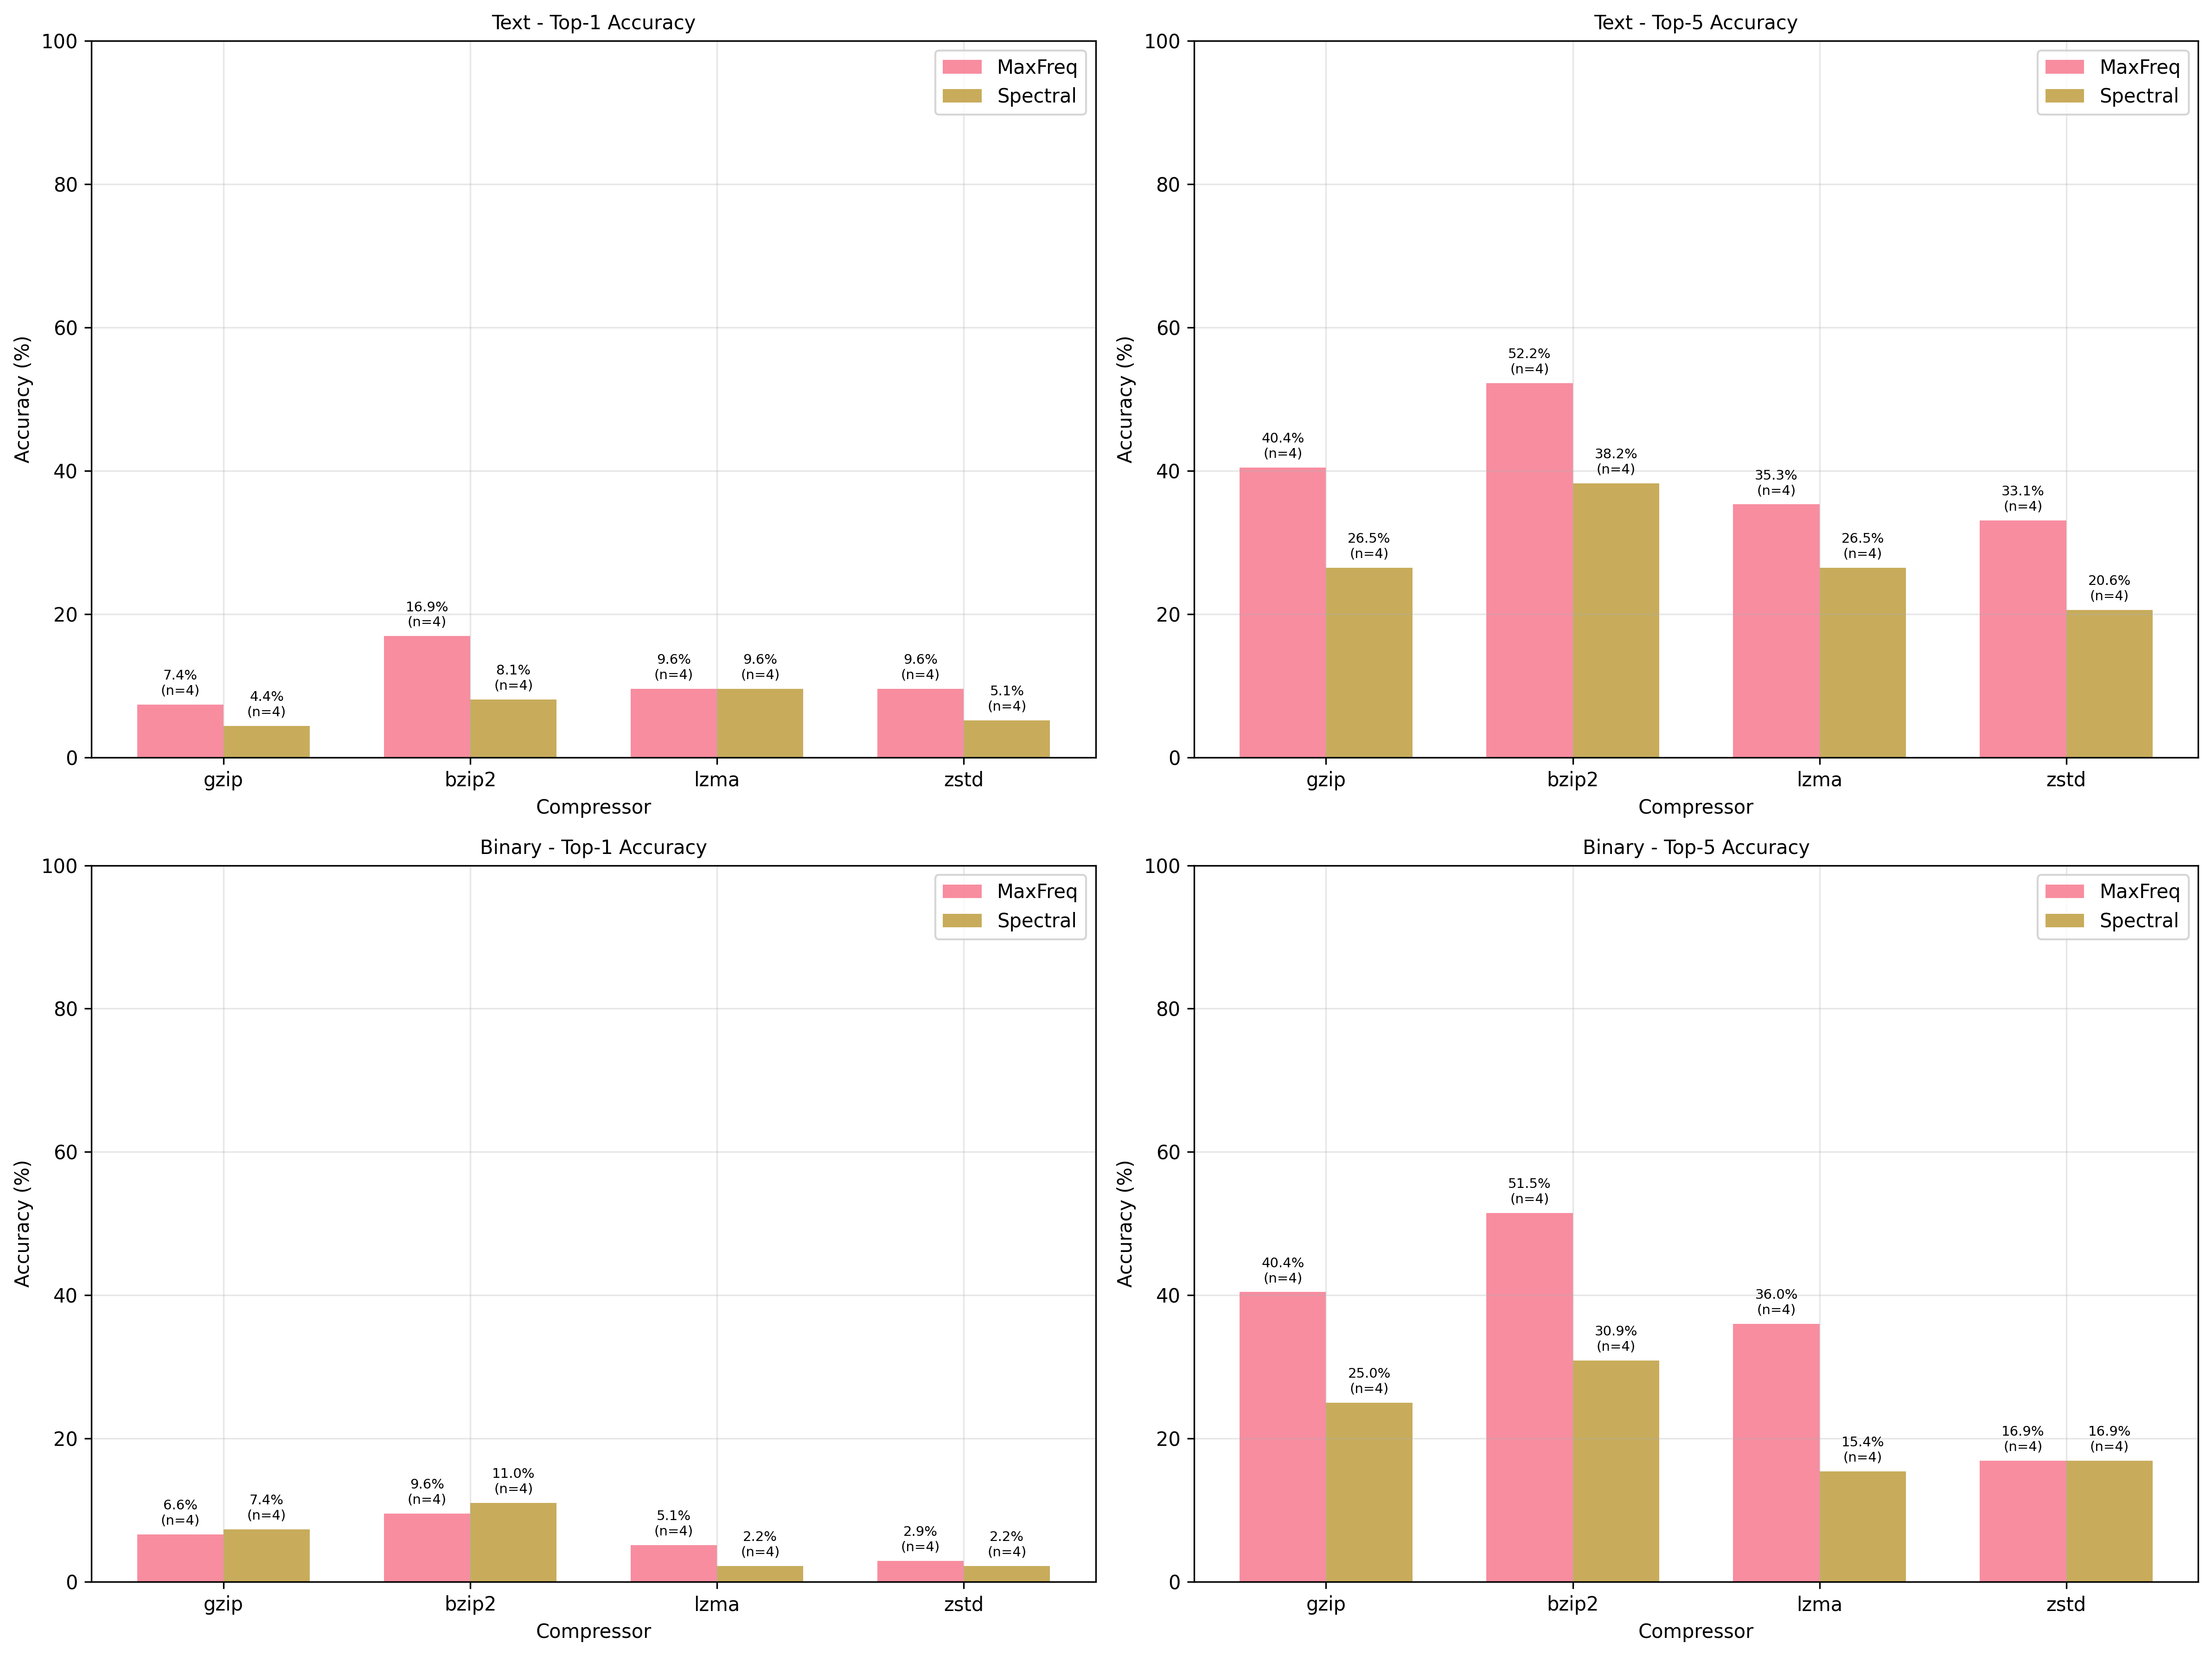 Text - Top-1 Accuracy
100
80
60
40
20
0
Accuracy (%)
MaxFreq
Spectral
7.4%
(n=4)
4.4%
(n=4)
16.9%
(n=4)
8.1%
(n=4)
9.6%
(n=4)
9.6%
(n=4)
9.6%
(n=4)
5.1%
(n=4)
gzip
bzip2
lzma
zstd
Compressor
Text - Top-5 Accuracy
100
80
60
40
20
0
Accuracy (%)
MaxFreq
Spectral
40.4%
(n=4)
26.5%
(n=4)
52.2%
(n=4)
38.2%
(n=4)
35.3%
(n=4)
26.5%
(n=4)
33.1%
(n=4)
20.6%
(n=4)
gzip
bzip2
lzma
zstd
Compressor
Binary - Top-1 Accuracy
100
80
60
40
20
0
Accuracy (%)
MaxFreq
Spectral
6.6%
(n=4)
7.4%
(n=4)
9.6%
(n=4)
11.0%
(n=4)
5.1%
(n=4)
2.2%
(n=4)
2.9%
(n=4)
2.2%
(n=4)
gzip
bzip2
lzma
zstd
Compressor
Binary - Top-5 Accuracy
100
80
60
40
20
0
Accuracy (%)
MaxFreq
Spectral
40.4%
(n=4)
25.0%
(n=4)
51.5%
(n=4)
30.9%
(n=4)
36.0%
(n=4)
15.4%
(n=4)
16.9%
(n=4)
16.9%
(n=4)
gzip
bzip2
lzma
zstd
Compressor